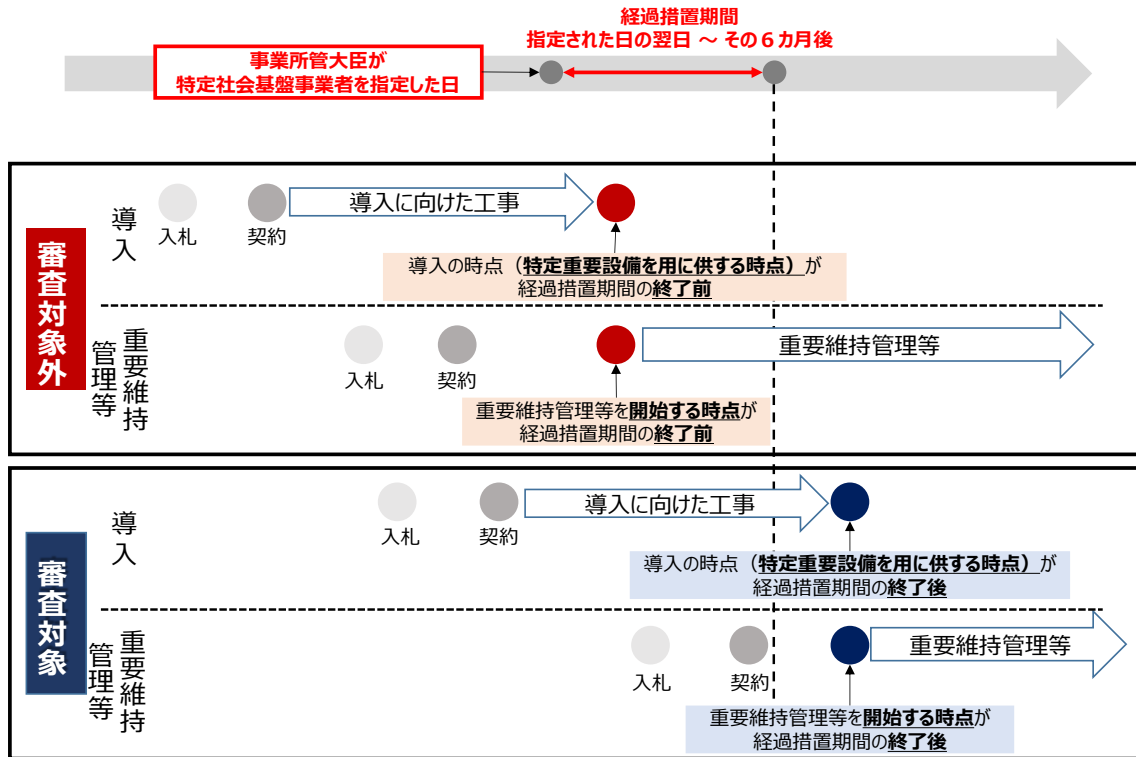 経過措置期間
指定された日の翌日 ～ その６カ月後
事業所管大臣が
特定社会基盤事業者を指定した日
審査対象外
導入
入札
契約
導入に向けた工事
導入の時点（特定重要設備を用に供する時点）が
経過措置期間の終了前
重要維持
管理等
入札
契約
重要維持管理等
重要維持管理等を開始する時点が
経過措置期間の終了前
審査対象
導入
入札
契約
導入に向けた工事
導入の時点（特定重要設備を用に供する時点）が
経過措置期間の終了後
重要維持
管理等
入札
契約
重要維持管理等
重要維持管理等を開始する時点が
経過措置期間の終了後